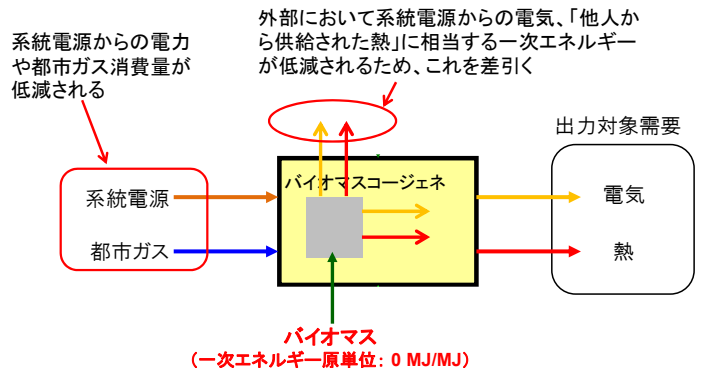 外部において系統電源からの電気、「他人か
ら供給された熱」に相当する一次エネルギー
が低減されるため、これを差引く
系統電源からの電力
や都市ガス消費量が
低減される
出力対象需要
バイオマスコージェネ
系統電源
電気
都市ガス
熱
バイオマス
（一次エネルギー原単位: 0 MJ/MJ）